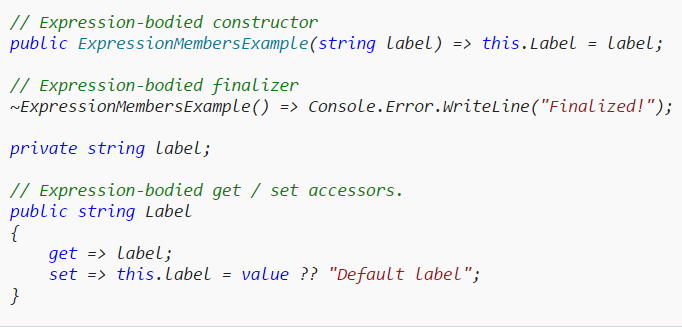 // Expression-bodied constructor
public ExpressionMembersExample(string label) => this.Label = label;
// Expression-bodied finalizer
~ExpressionMembersExample() => Console.Error.WriteLine("Finalized!");
private string label;
// Expression-bodied get / set accessors.
public string Label
{
    get => label;
    set => this.label = value ?? "Default label";
}